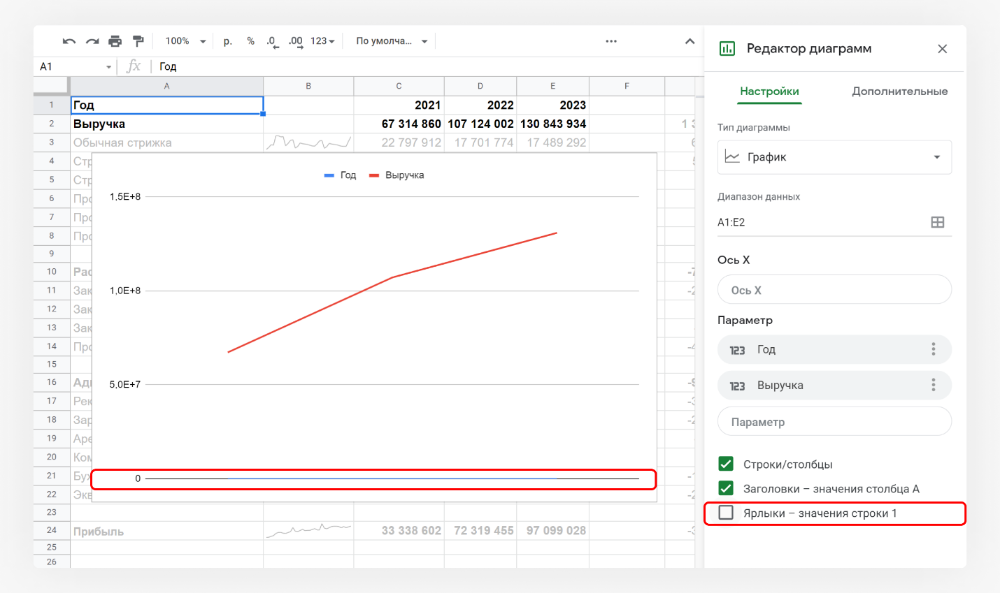 100% р. % .0 .00 123 По умолча...
A1 fx Год
A B C D E F
1 Год 2021 2022 2023
2 Выручка 67 314 860 107 124 002 130 843 934 1 3
3 Обычная стрижка 22 797 912 17 701 774 17 489 292 6
4 Стр 5
5 Стр
6 Про
7 Про
8 Про
9
10 Рас -7
11 Зак -2
12 Зак
13 Зак
14 Про -4
15
16 Адм -9
17 Рек -3
18 Зар -2
19 Аре
20 Ком
21 Бух -1
22 Экв -2
23
24 Прибыль 33 338 602 72 319 455 97 099 028 -3
25
26
Год Выручка
1,5E+8
1,0E+8
5,0E+7
0
Редактор диаграмм
Настройки Дополнительные
Тип диаграммы
График
Диапазон данных
A1:E2
Ось X
Ось X
Параметр
123 Год
123 Выручка
Параметр
Строки/столбцы
Заголовки – значения столбца A
Ярлыки – значения строки 1